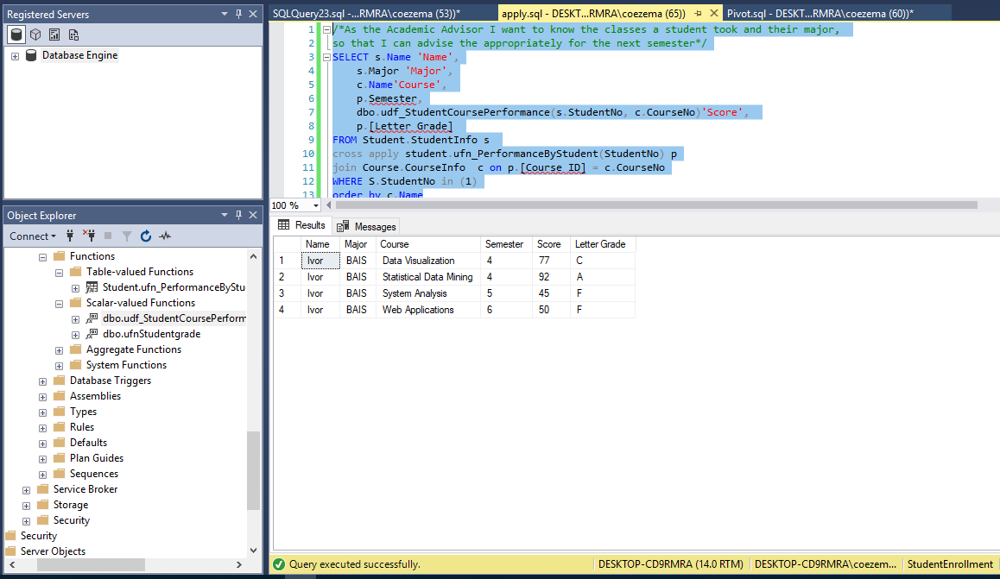 Registered Servers
Database Engine
Object Explorer
Connect
Functions
Table-valued Functions
Student.ufn_PerformanceByStu
Scalar-valued Functions
dbo.udf_StudentCoursePerform
dbo.ufnStudentgrade
Aggregate Functions
System Functions
Database Triggers
Assemblies
Types
Rules
Defaults
Plan Guides
Sequences
Service Broker
Storage
Security
Security
Server Objects
SQLQuery23.sql -...RMRA\coezema (53))* apply.sql - DESKT...RMRA\coezema (65)) Pivot.sql - DESKT...RMRA\coezema (60))*
1 /*As the Academic Advisor I want to know the classes a student took and their major,
2 so that I can advise the appropriately for the next semester*/
3 SELECT s.Name 'Name',
4 s.Major 'Major',
5 c.Name'Course',
6 p.Semester,
7 dbo.udf_StudentCoursePerformance(s.StudentNo, c.CourseNo)'Score',
8 p.[Letter Grade]
9 FROM Student.StudentInfo s
10 cross apply student.ufn_PerformanceByStudent(StudentNo) p
11 join Course.CourseInfo c on p.[Course ID] = c.CourseNo
12 WHERE S.StudentNo in (1)
13 order by c.Name
100 %
Results Messages
Name Major Course Semester Score Letter Grade
1 Ivor BAIS Data Visualization 4 77 C
2 Ivor BAIS Statistical Data Mining 4 92 A
3 Ivor BAIS System Analysis 5 45 F
4 Ivor BAIS Web Applications 6 50 F
Query executed successfully. DESKTOP-CD9RMRA (14.0 RTM) DESKTOP-CD9RMRA\coezem... StudentEnrollment